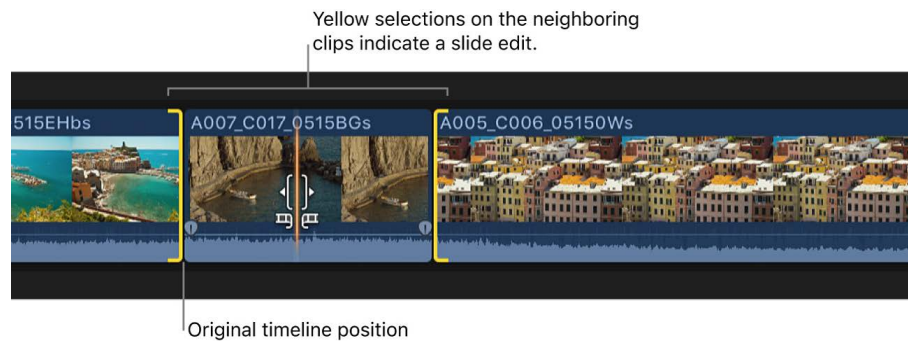 Yellow selections on the neighboring
clips indicate a slide edit.
515EHbs
A007_C017_0515BGs
A005_C006_05150Ws
Original timeline position